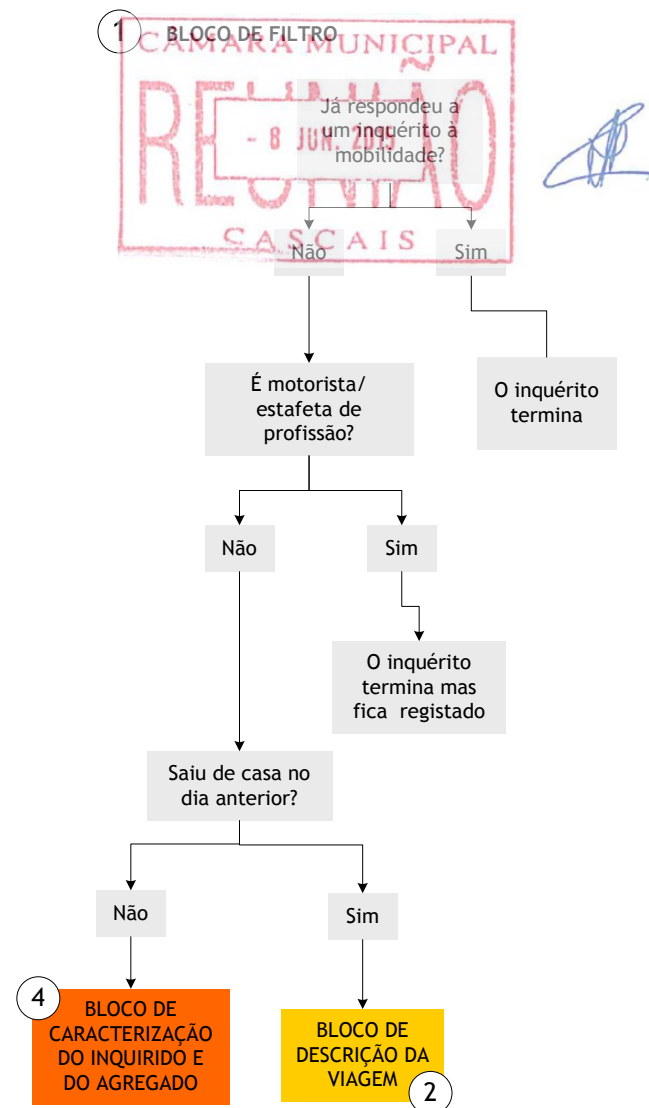 1
BLOCO DE FILTRO
CÂMARA MUNICIPAL
REUNIÃO
- 8 JUN. 2015
CASCAIS
Já respondeu a
um inquérito à
mobilidade?
Não
Sim
É motorista/
estafeta de
profissão?
O inquérito
termina
Não
Sim
O inquérito
termina mas
fica registado
Saiu de casa no
dia anterior?
Não
Sim
4
BLOCO DE
CARACTERIZAÇÃO
DO INQUIRIDO E
DO AGREGADO
BLOCO DE
DESCRIÇÃO DA
VIAGEM
2